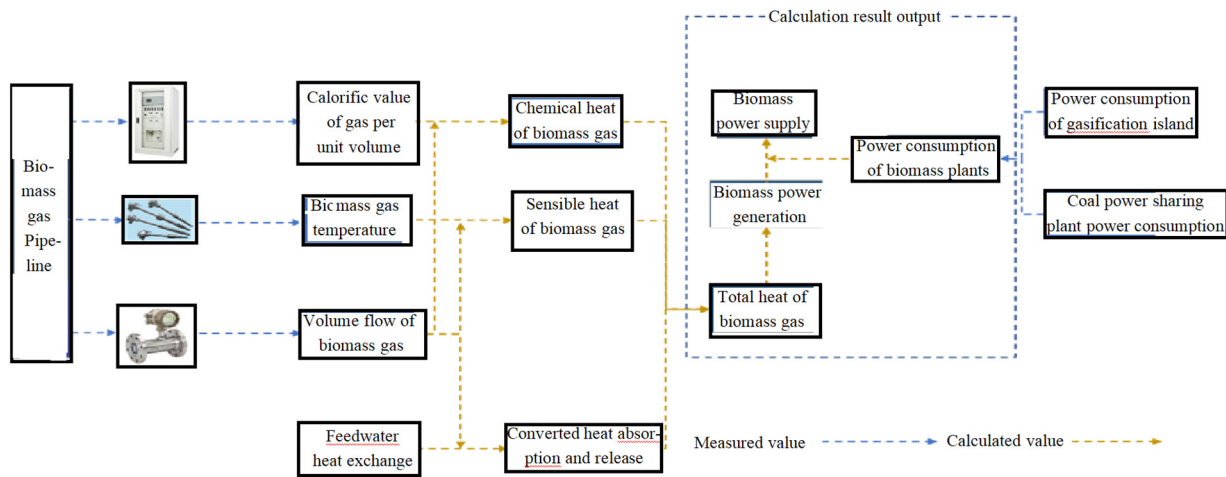 Calculation result output
Bio-
mass
gas
Pipe-
line
Calorific value
of gas per
unit volume
Chemical heat
of biomass gas
Biomass
power supply
Power consumption
of biomass plants
Power consumption
of gasification island
Biomass gas
temperature
Sensible heat
of biomass gas
Biomass power
generation
Coal power sharing
plant power consumption
Volume flow of
biomass gas
Total heat of
biomass gas
Feedwater
heat exchange
Converted heat absor-
ption and release
Measured value
Calculated value